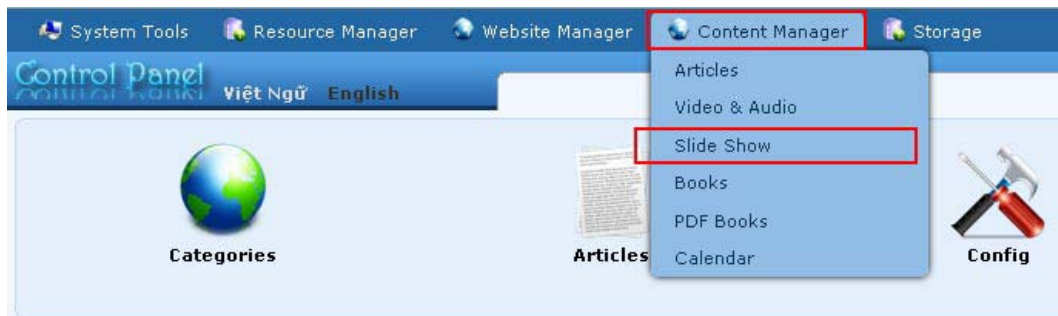 System Tools Resource Manager Website Manager Content Manager Storage
Control Panel Việt Ngữ English
Articles
Video & Audio
Slide Show
Books
PDF Books
Calendar
Categories Articles Config